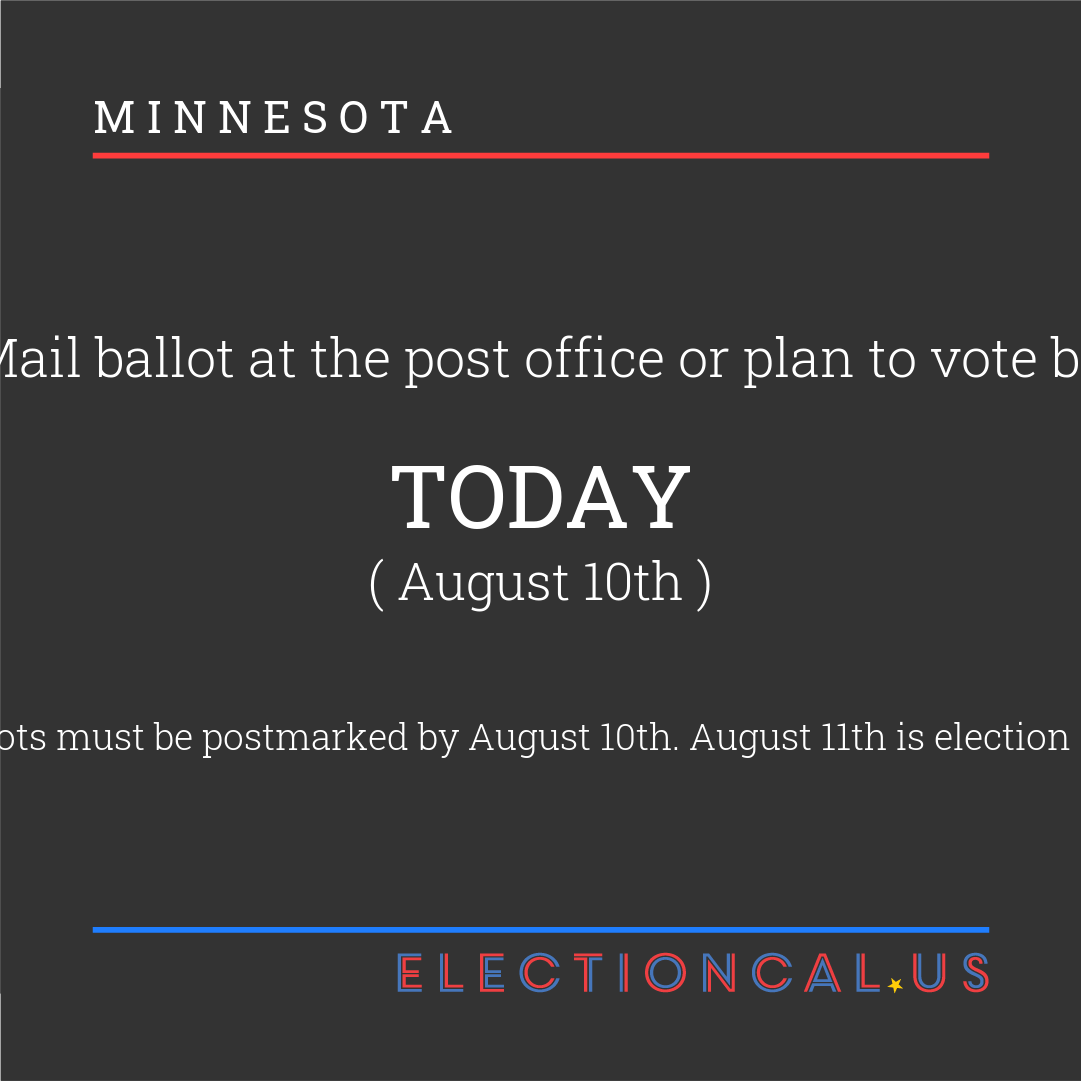 MINNESOTA
Mail ballot at the post office or plan to vote b
TODAY
( August 10th )
ots must be postmarked by August 10th. August 11th is election
ELECTIONCAL.US